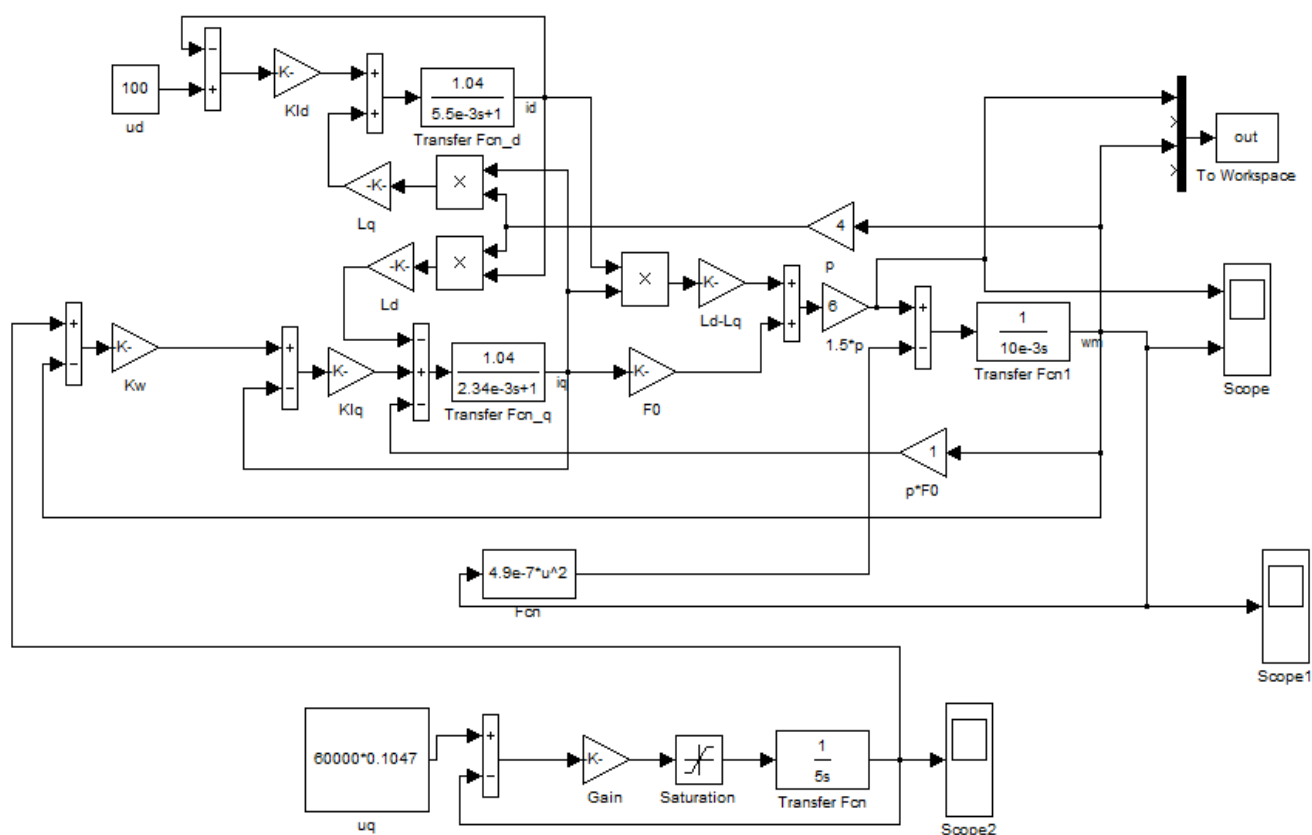 100
ud
K-
KId
1.04
5.5e-3s+1
Transfer Fcn_d
id
out
To Workspace
-K-
Lq
×
4
p
-K-
Ld
×
×
K-
Ld-Lq
6
1.5*p
1
10e-3s
Transfer Fcn1
wm
Scope
K-
Kw
K-
KIq
1.04
2.34e-3s+1
Transfer Fcn_q
iq
K-
F0
1
p*F0
4.9e-7*u^2
Fcn
Scope1
60000*0.1047
uq
K-
Gain
Saturation
1
5s
Transfer Fcn
Scope2